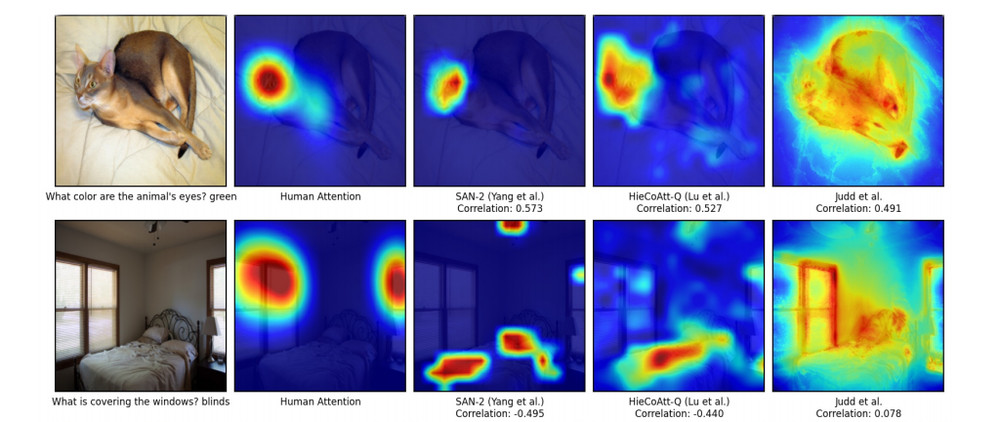 What color are the animal's eyes? green
Human Attention
SAN-2 (Yang et al.)
Correlation: 0.573
HieCoAtt-Q (Lu et al.)
Correlation: 0.527
Judd et al.
Correlation: 0.491
What is covering the windows? blinds
Human Attention
SAN-2 (Yang et al.)
Correlation: -0.495
HieCoAtt-Q (Lu et al.)
Correlation: -0.440
Judd et al.
Correlation: 0.078